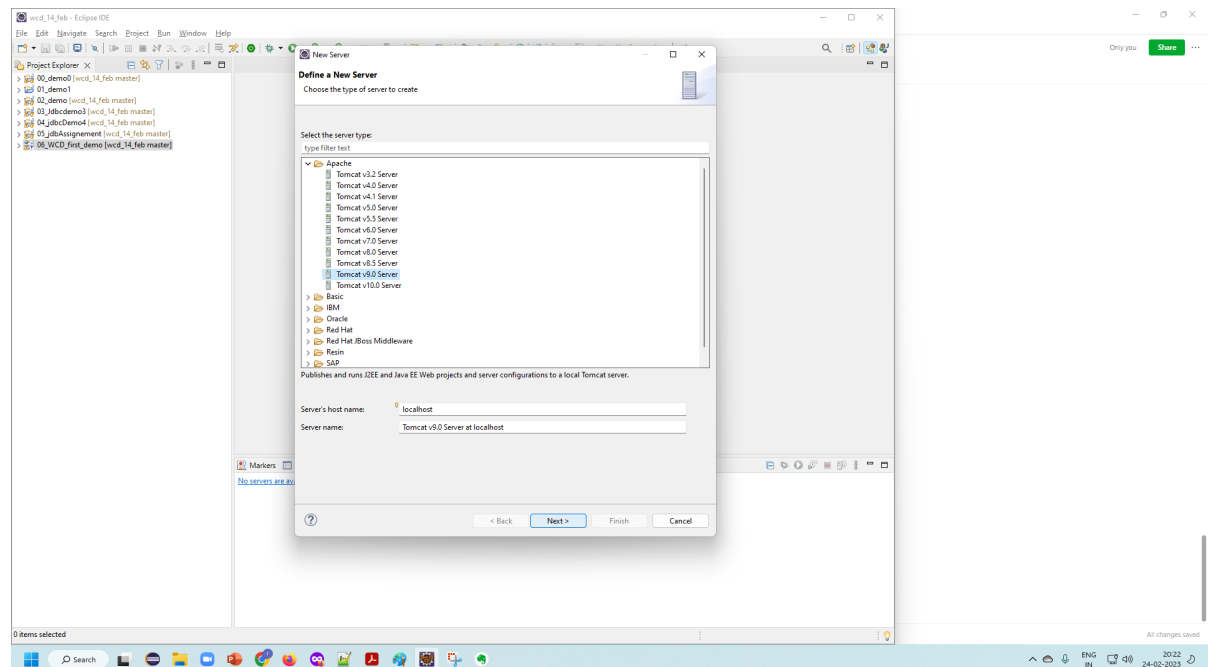 wcd_14_feb - Eclipse IDE
File Edit Navigate Search Project Run Window Help
Only you
Share
Project Explorer
00_demo0 [wcd_14_feb master]
01_demo1
02_demo [wcd_14_feb master]
03_Jdbcdemo3 [wcd_14_feb master]
04_jdbcDemo4 [wcd_14_feb master]
05_jdbAssignement [wcd_14_feb master]
06_WCD_first_demo [wcd_14_feb master]
New Server
Define a New Server
Choose the type of server to create
Select the server type:
type filter text
Apache
Tomcat v3.2 Server
Tomcat v4.0 Server
Tomcat v4.1 Server
Tomcat v5.0 Server
Tomcat v5.5 Server
Tomcat v6.0 Server
Tomcat v7.0 Server
Tomcat v8.0 Server
Tomcat v8.5 Server
Tomcat v9.0 Server
Tomcat v10.0 Server
Basic
IBM
Oracle
Red Hat
Red Hat JBoss Middleware
Resin
SAP
Publishes and runs J2EE and Java EE Web projects and server configurations to a local Tomcat server.
Server's host name: localhost
Server name: Tomcat v9.0 Server at localhost
< Back Next > Finish Cancel
Markers
No servers are av
0 items selected
All changes saved
Search
ENG
IN
20:22
24-02-2023